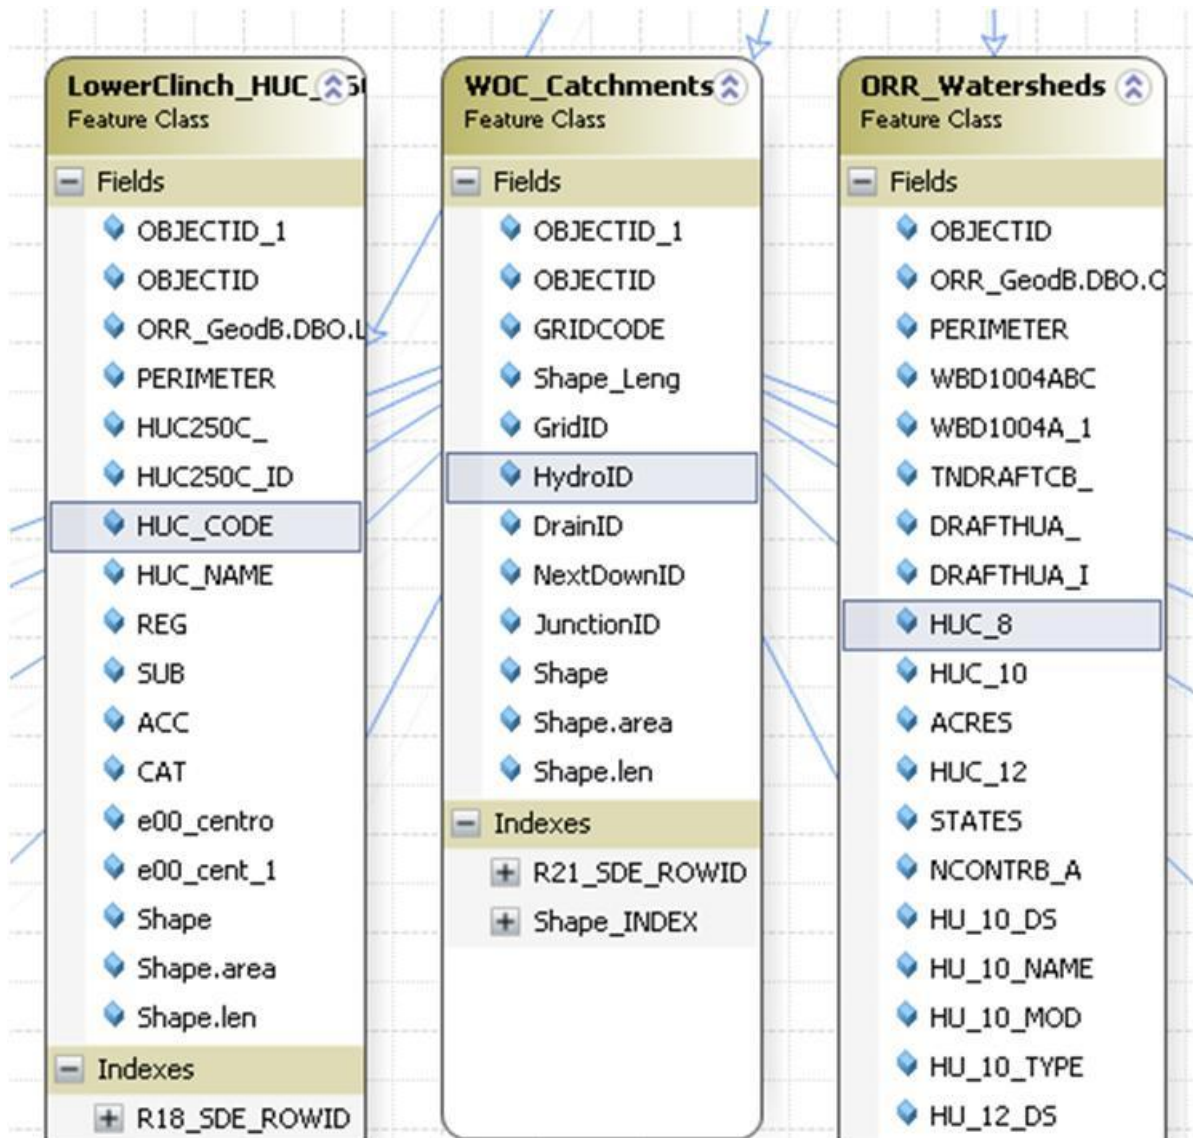 LowerClinch_HUC_
Feature Class
Fields
OBJECTID_1
OBJECTID
ORR_GeodB.DBO.L
PERIMETER
HUC250C_
HUC250C_ID
HUC_CODE
HUC_NAME
REG
SUB
ACC
CAT
e00_centro
e00_cent_1
Shape
Shape.area
Shape.len
Indexes
R18_SDE_ROWID
WOC_Catchments
Feature Class
Fields
OBJECTID_1
OBJECTID
GRIDCODE
Shape_Leng
GridID
HydroID
DrainID
NextDownID
JunctionID
Shape
Shape.area
Shape.len
Indexes
R21_SDE_ROWID
Shape_INDEX
ORR_Watersheds
Feature Class
Fields
OBJECTID
ORR_GeodB.DBO.O
PERIMETER
WBD1004ABC
WBD1004A_1
TNDRAFTCB_
DRAFTHUA_
DRAFTHUA_I
HUC_8
HUC_10
ACRES
HUC_12
STATES
NCONTRB_A
HU_10_DS
HU_10_NAME
HU_10_MOD
HU_10_TYPE
HU_12_DS